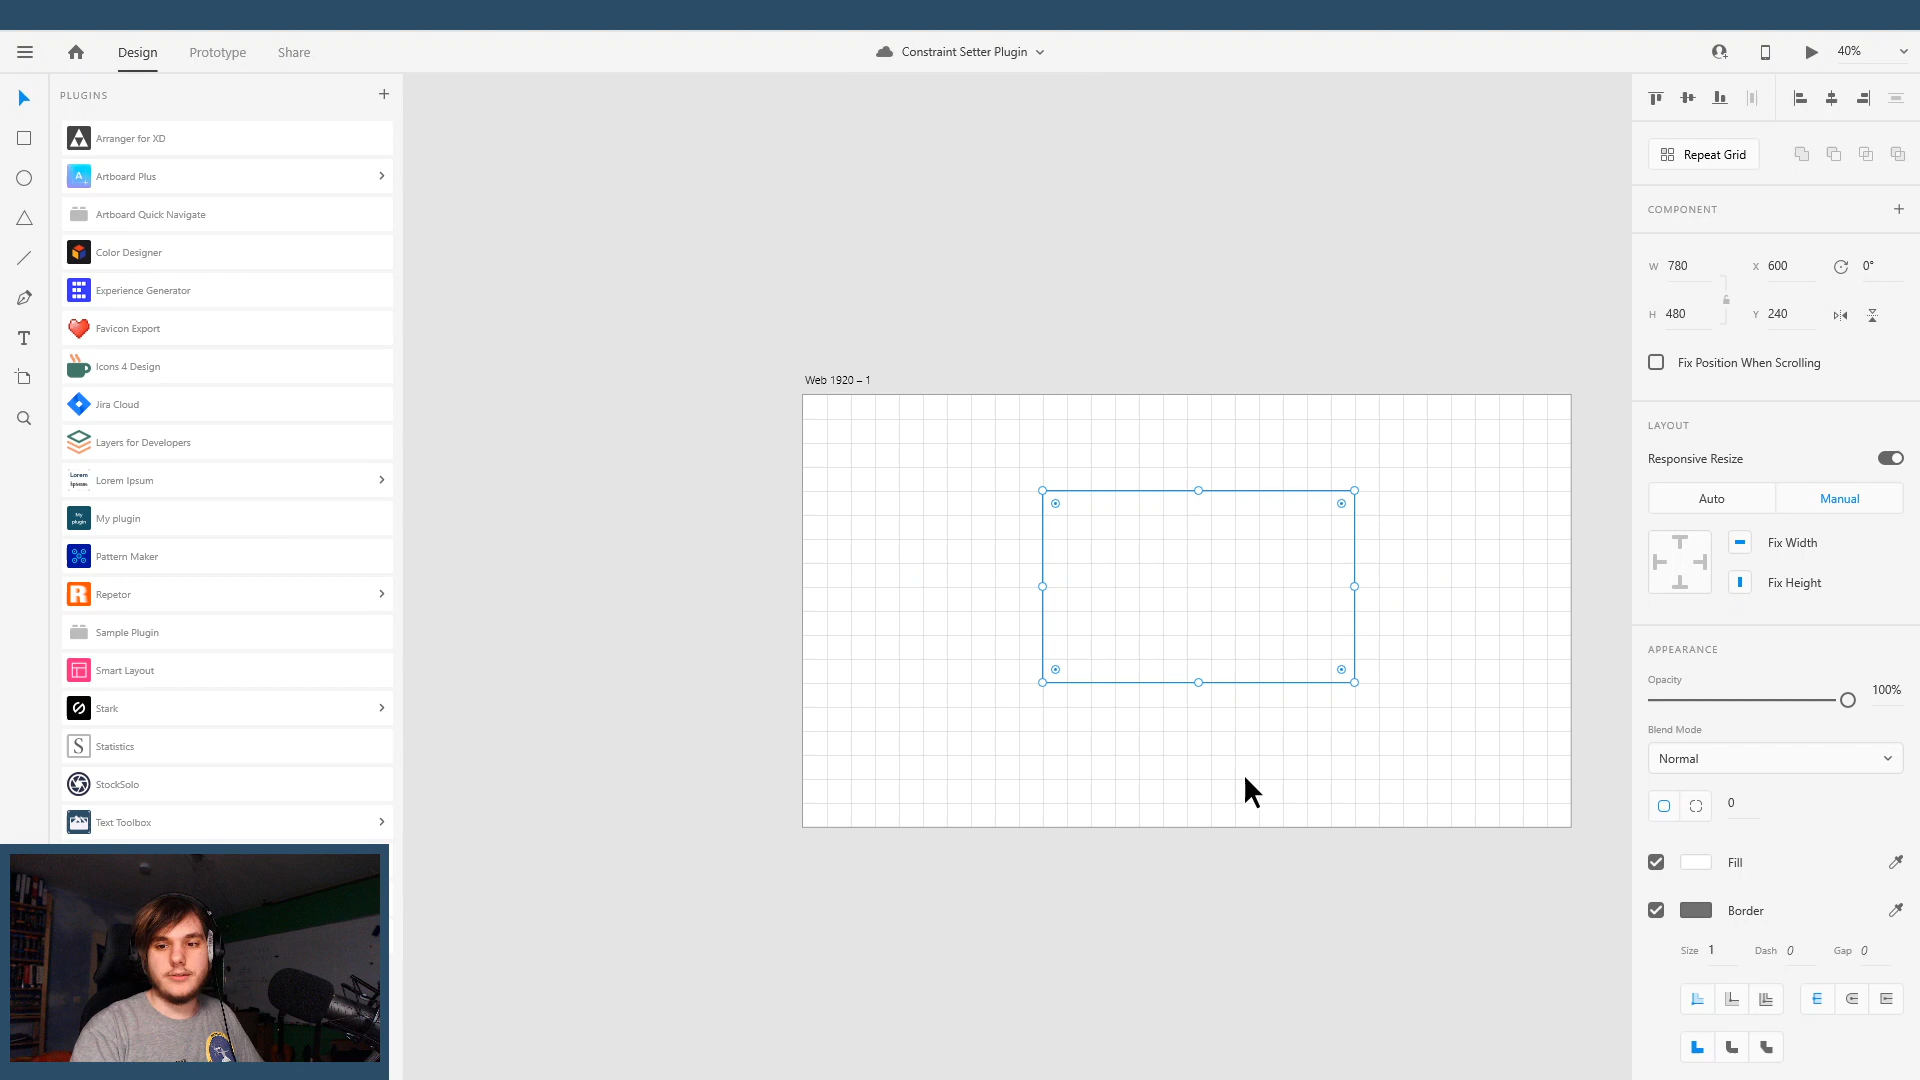 Design
Prototype
Share
Constraint Setter Plugin
40%
PLUGINS
Arranger for XD
Artboard Plus
Artboard Quick Navigate
Color Designer
Experience Generator
Favicon Export
Icons 4 Design
Jira Cloud
Layers for Developers
Lorem Ipsum
Lorem Ipsum
My plugin
My plugin
Pattern Maker
Repetor
Sample Plugin
Smart Layout
Stark
Statistics
StockSolo
Text Toolbox
Web 1920 – 1
Repeat Grid
COMPONENT
W 780 X 600 0°
H 480 Y 240
Fix Position When Scrolling
LAYOUT
Responsive Resize
Auto Manual
Fix Width
Fix Height
APPEARANCE
Opacity
100%
Blend Mode
Normal
0
Fill
Border
Size 1 Dash 0 Gap 0